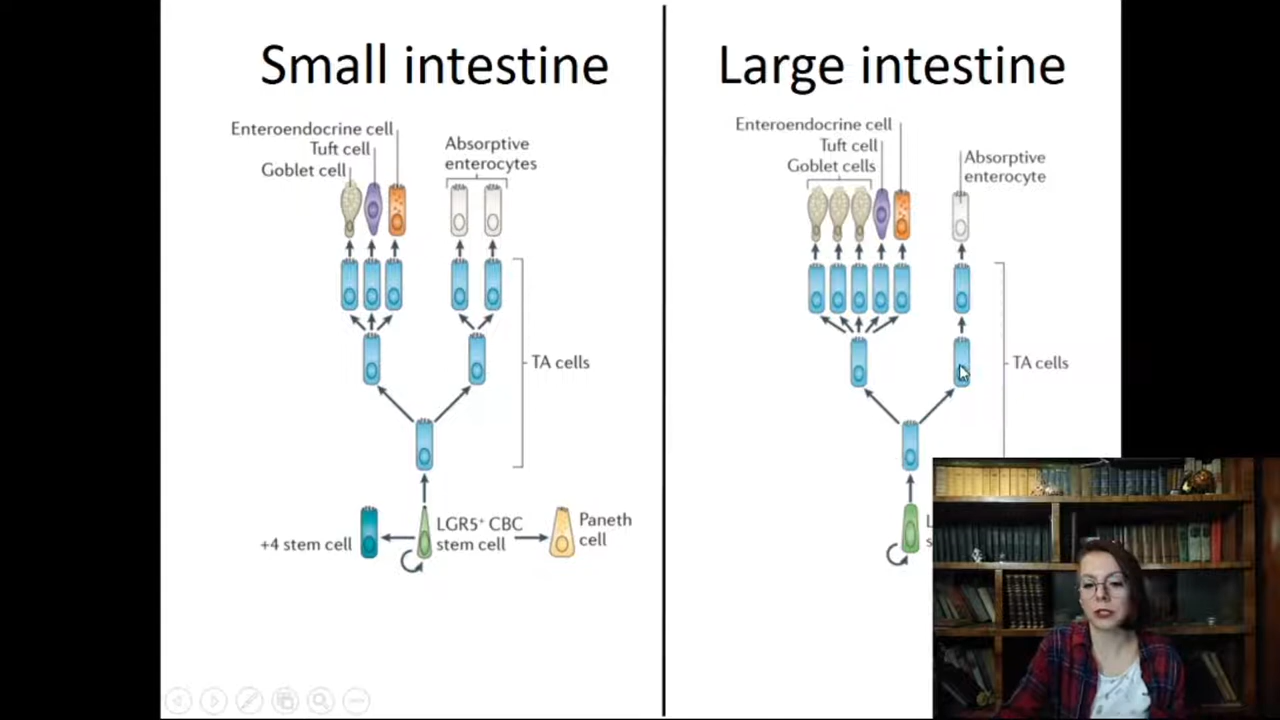 Small intestine
Enteroendocrine cell
Tuft cell
Goblet cell
Absorptive
enterocytes
TA cells
+4 stem cell
LGR5⁺ CBC
stem cell
Paneth
cell
Large intestine
Enteroendocrine cell
Tuft cell
Goblet cells
Absorptive
enterocyte
TA cells